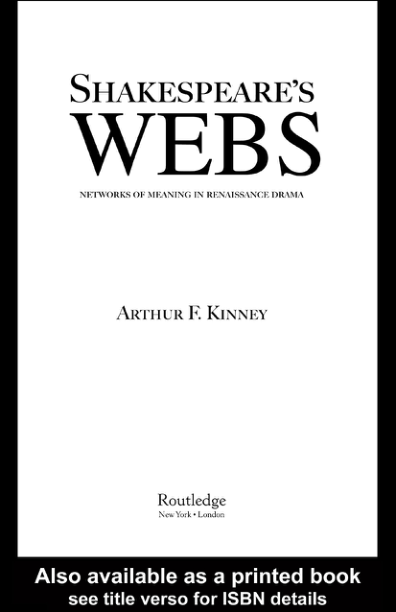 SHAKESPEARE'S
WEBS
NETWORKS OF MEANING IN RENAISSANCE DRAMA
ARTHUR F. KINNEY
Routledge
New York • London
Also available as a printed book
see title verso for ISBN details